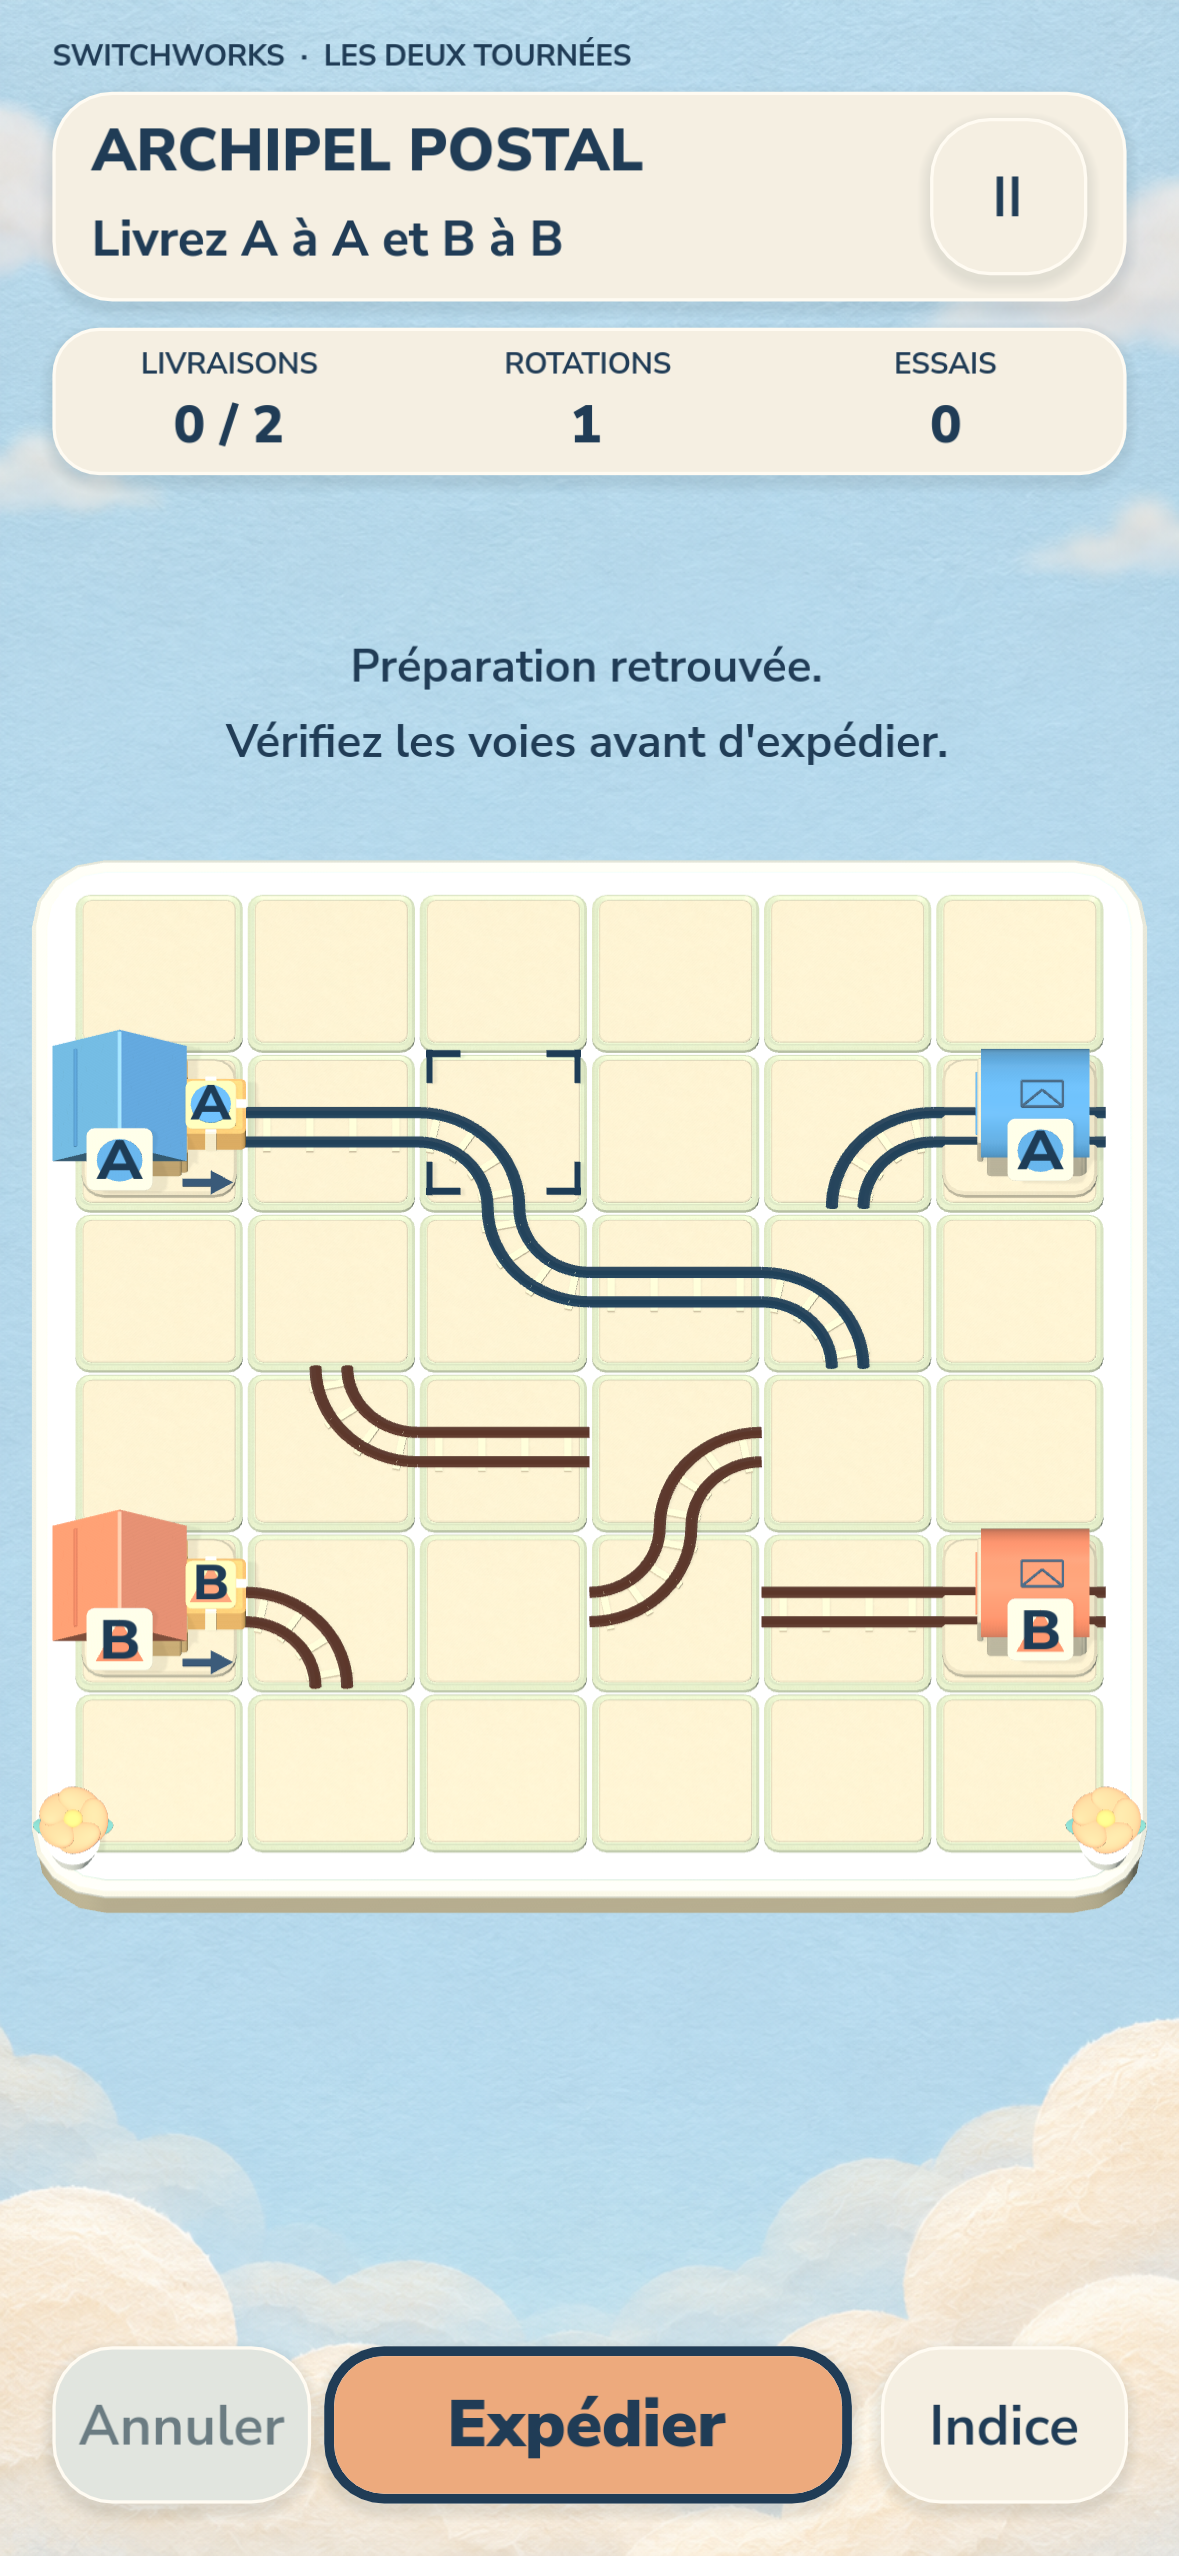 SWITCHWORKS · LES DEUX TOURNÉES
ARCHIPEL POSTAL
Livrez A à A et B à B
LIVRAISONS ROTATIONS ESSAIS
0 / 2 1 0
Préparation retrouvée.
Vérifiez les voies avant d'expédier.
A
A
A
B
B
B
Annuler Expédier Indice